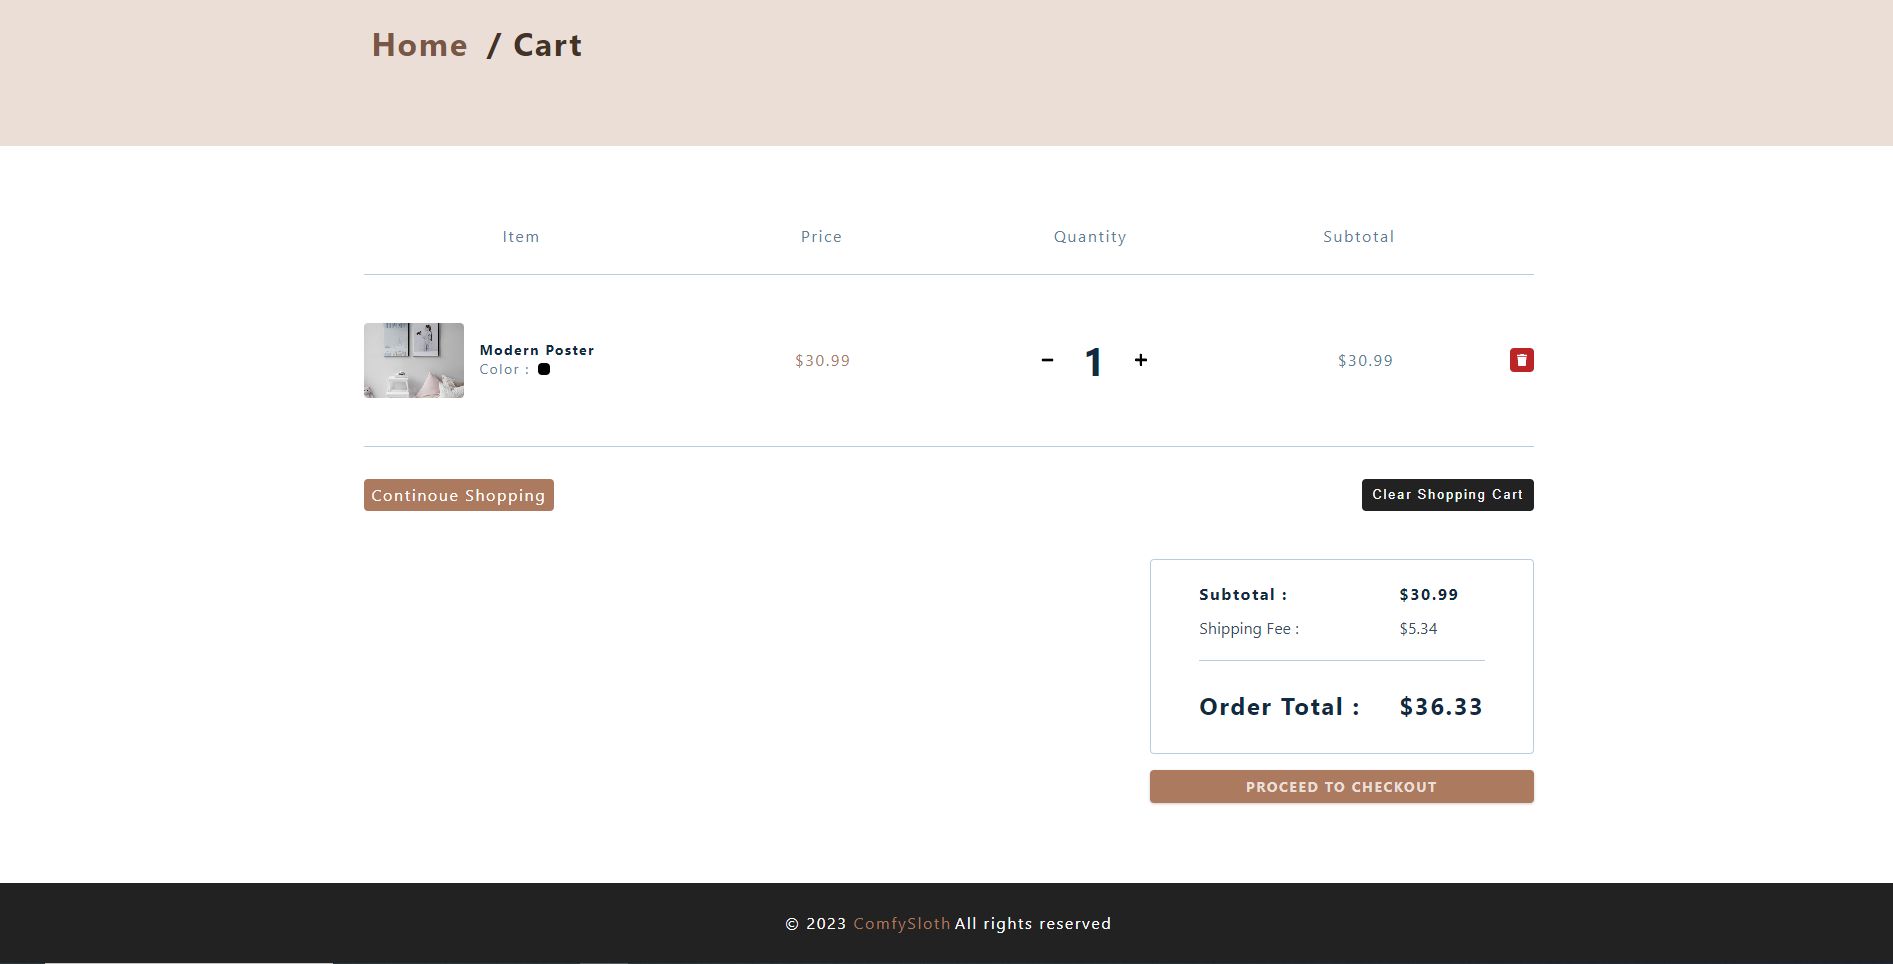 Home / Cart
Item Price Quantity Subtotal
Modern Poster
Color :
$30.99 - 1 + $30.99
Continoue Shopping
Clear Shopping Cart
Subtotal : $30.99
Shipping Fee : $5.34
Order Total : $36.33
PROCEED TO CHECKOUT
© 2023 ComfySloth All rights reserved